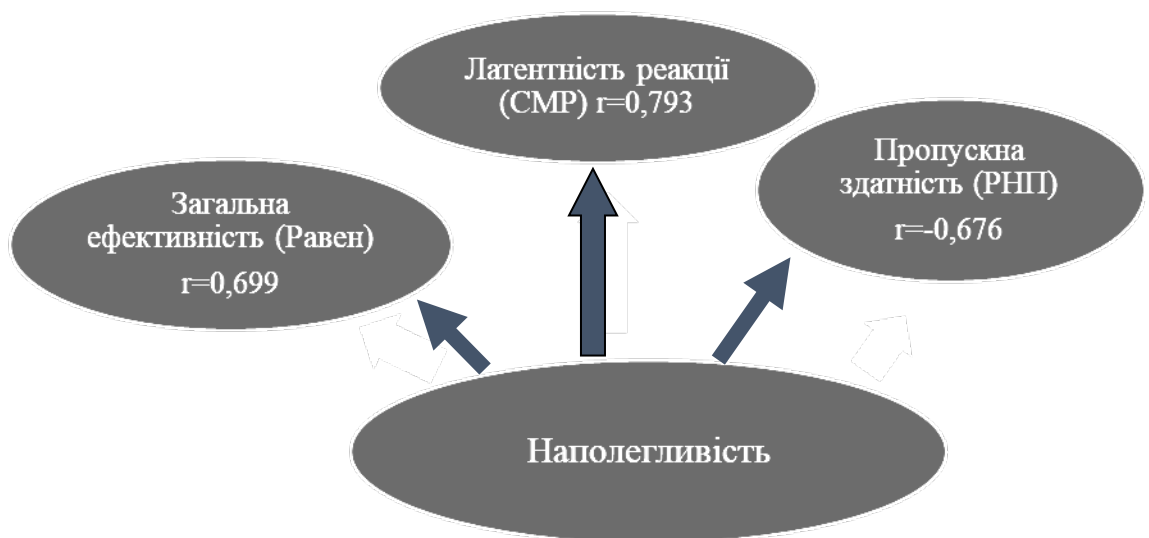 Латентність реакції
(СМР) r=0,793
Пропускна
здатність (РНП)
r=-0,676
Загальна
ефективність (Равен)
r=0,699
Наполегливість